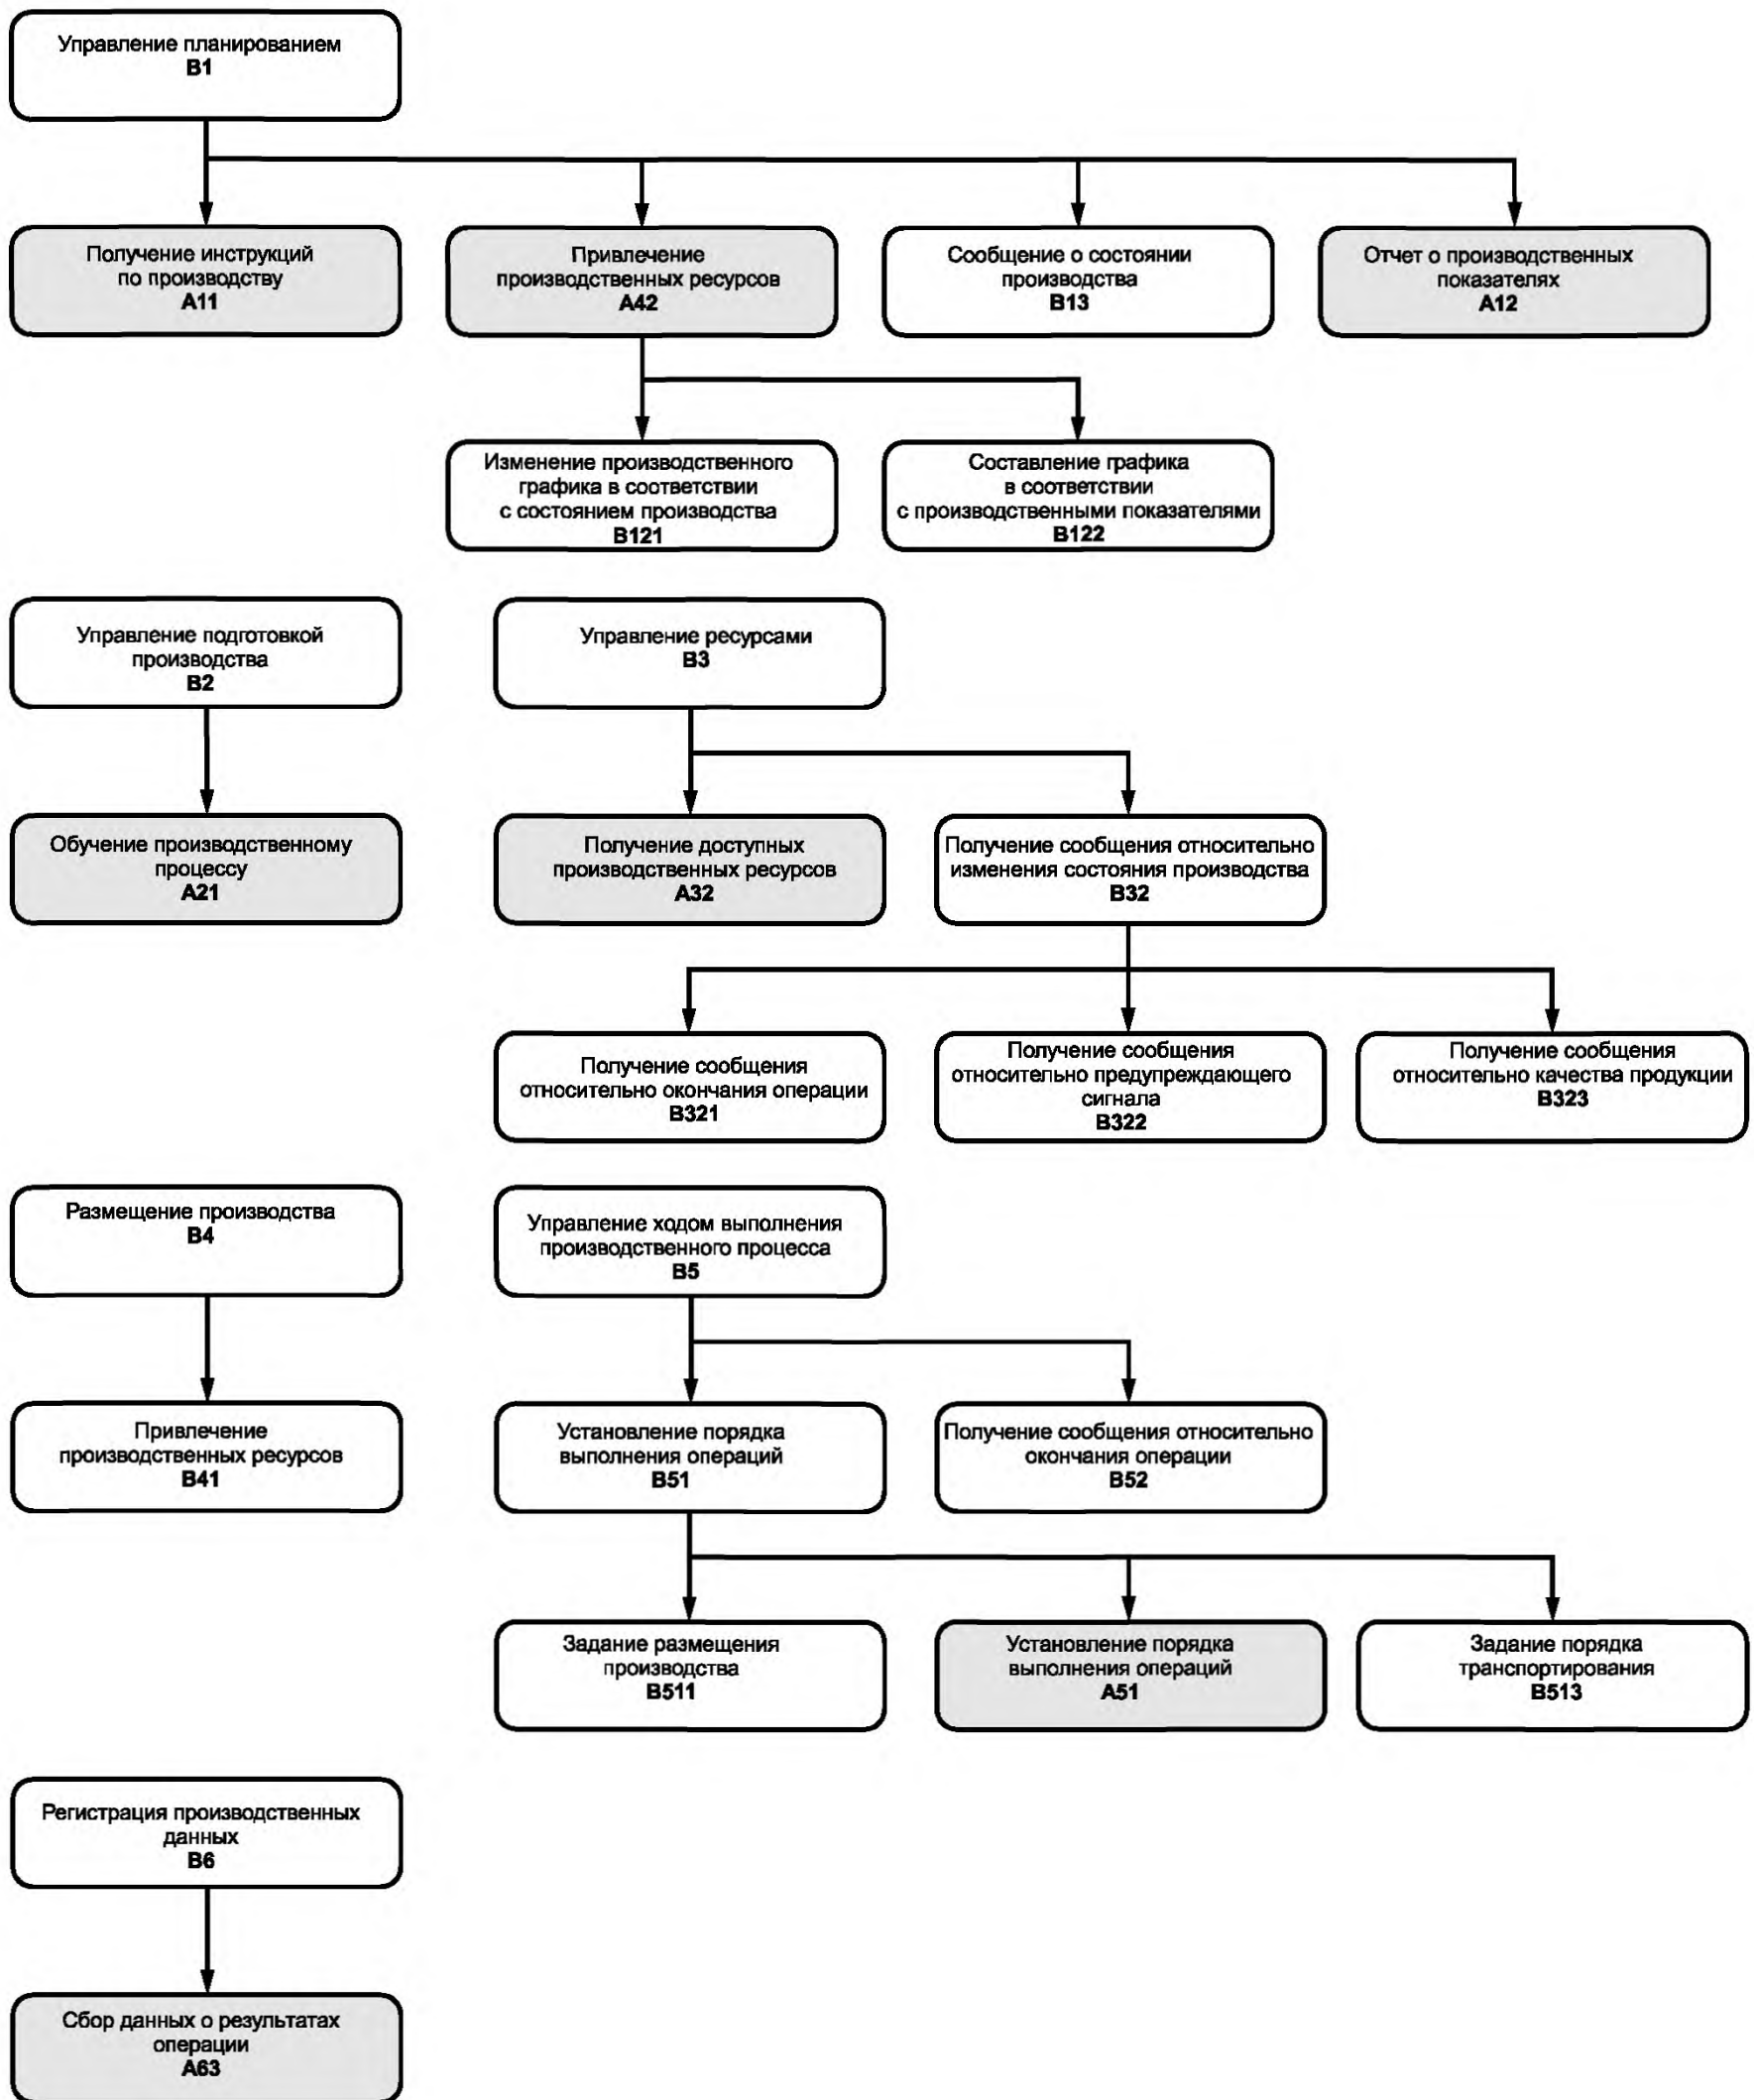 Управление планированием
B1
Получение инструкций
по производству
A11
Привлечение
производственных ресурсов
A42
Сообщение о состоянии
производства
B13
Отчет о производственных
показателях
A12
Изменение производственного
графика в соответствии
с состоянием производства
B121
Составление графика
в соответствии
с производственными показателями
B122
Управление подготовкой
производства
B2
Управление ресурсами
B3
Обучение производственному
процессу
A21
Получение доступных
производственных ресурсов
A32
Получение сообщения относительно
изменения состояния производства
B32
Получение сообщения
относительно окончания операции
B321
Получение сообщения
относительно предупреждающего
сигнала
B322
Получение сообщения
относительно качества продукции
B323
Размещение производства
B4
Управление ходом выполнения
производственного процесса
B5
Привлечение
производственных ресурсов
B41
Установление порядка
выполнения операций
B51
Получение сообщения относительно
окончания операции
B52
Задание размещения
производства
B511
Установление порядка
выполнения операций
A51
Задание порядка
транспортирования
B513
Регистрация производственных
данных
B6
Сбор данных о результатах
операции
A63